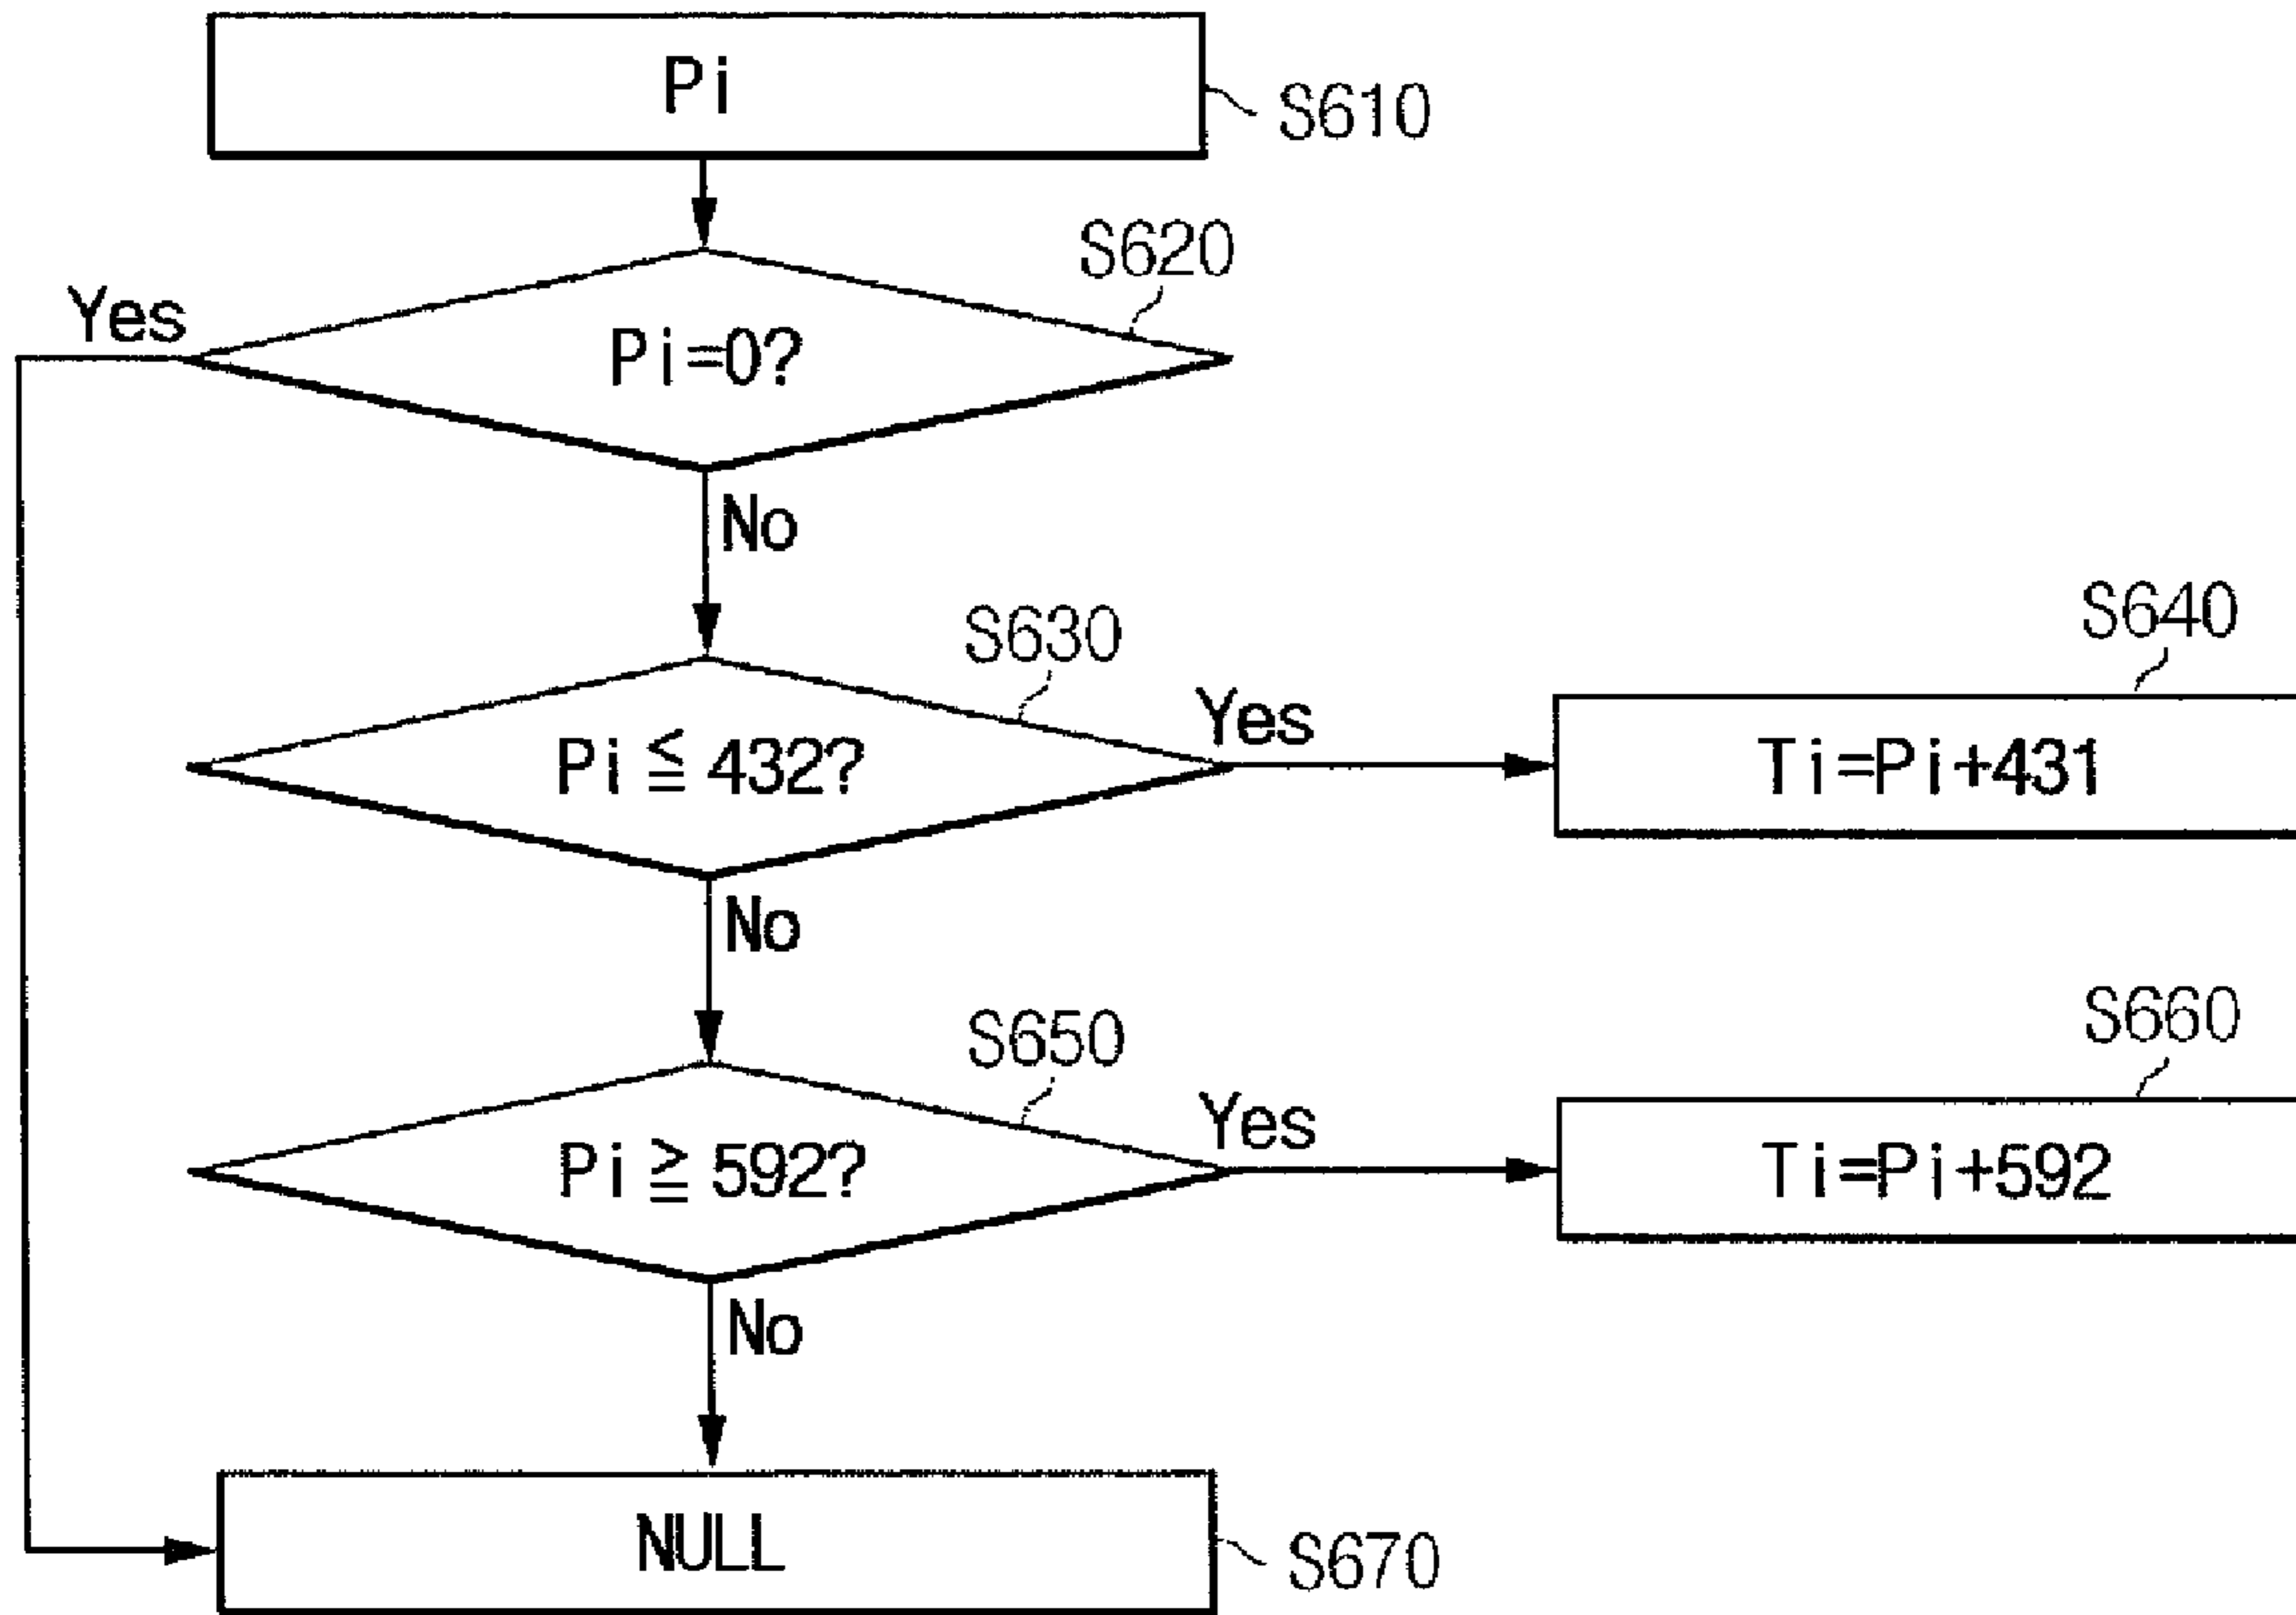 Pi
S610
S620
Yes
Pi=0?
No
S630
Yes
S640
Pi ≦ 432?
Ti=Pi+431
No
S650
Yes
S660
Pi ≧ 592?
Ti=Pi+592
No
NULL
S670